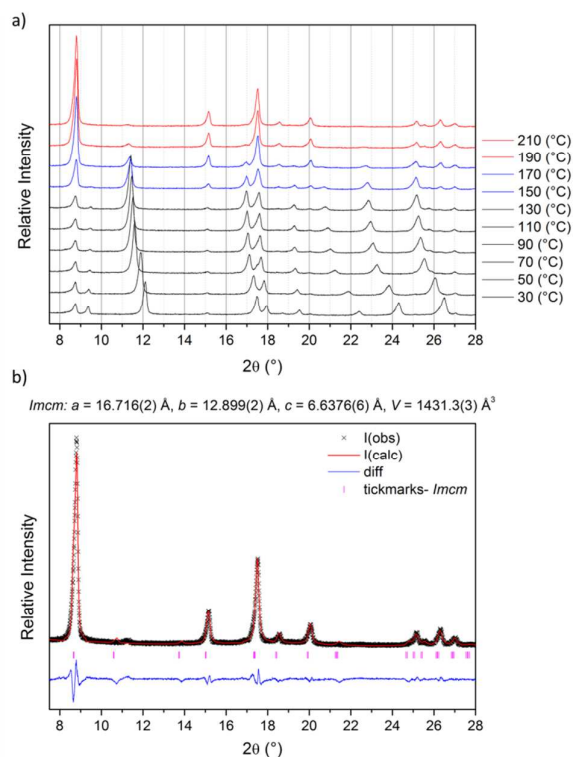 a)
Relative Intensity
210 (°C)
190 (°C)
170 (°C)
150 (°C)
130 (°C)
110 (°C)
90 (°C)
70 (°C)
50 (°C)
30 (°C)
8 10 12 14 16 18 20 22 24 26 28
2θ (°)
b)
Imcm: a = 16.716(2) Å, b = 12.899(2) Å, c = 6.6376(6) Å, V = 1431.3(3) Å³
I(obs)
I(calc)
diff
tickmarks- Imcm
Relative Intensity
8 10 12 14 16 18 20 22 24 26 28
2θ (°)